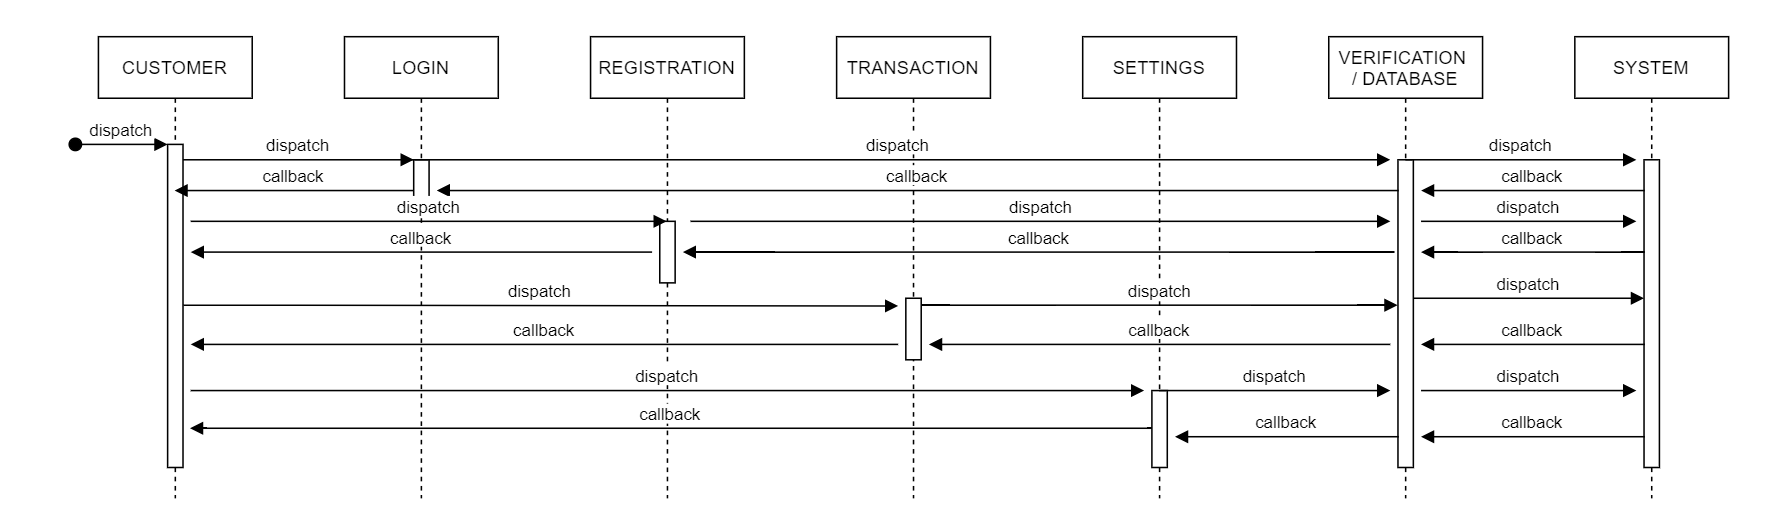 CUSTOMER
LOGIN
REGISTRATION
TRANSACTION
SETTINGS
VERIFICATION
/ DATABASE
SYSTEM
dispatch
dispatch
dispatch
dispatch
callback
callback
callback
dispatch
dispatch
dispatch
callback
callback
callback
dispatch
dispatch
dispatch
callback
callback
callback
dispatch
dispatch
dispatch
callback
callback
callback